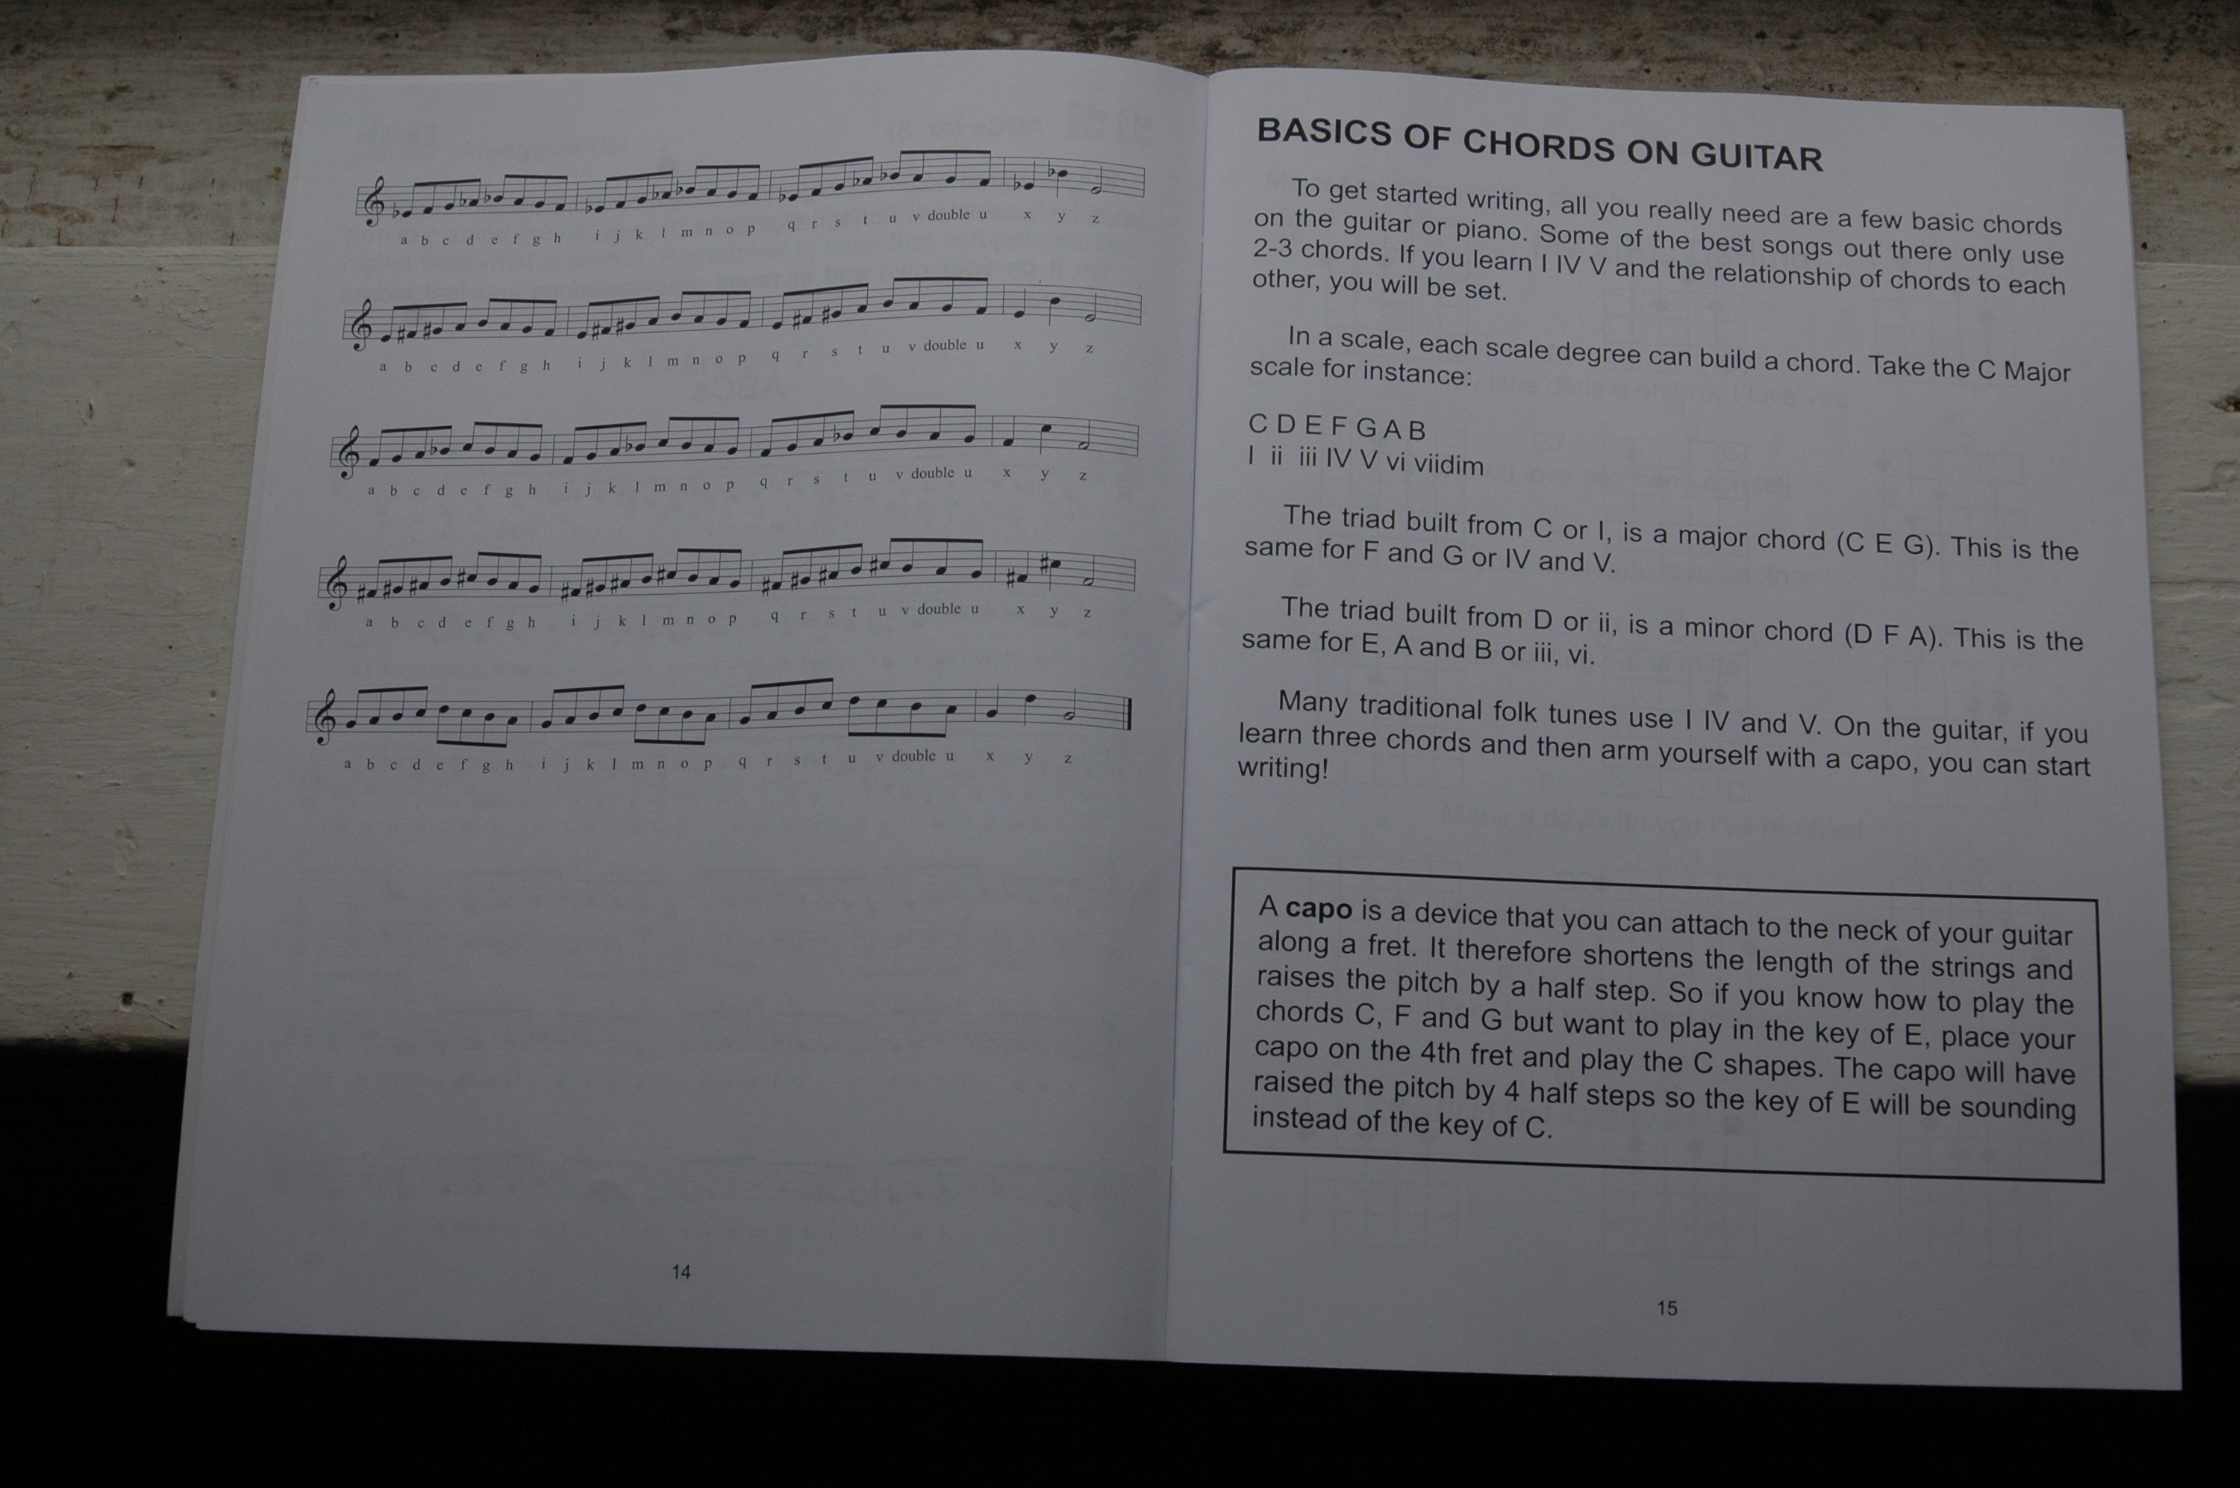 a b c d e f g h i j k l m n o p q r s t u v double u x y z
a b c d e f g h i j k l m n o p q r s t u v double u x y z
a b c d e f g h i j k l m n o p q r s t u v double u x y z
a b c d e f g h i j k l m n o p q r s t u v double u x y z
a b c d e f g h i j k l m n o p q r s t u v double u x y z
14
BASICS OF CHORDS ON GUITAR
To get started writing, all you really need are a few basic chords
on the guitar or piano. Some of the best songs out there only use
2-3 chords. If you learn I IV V and the relationship of chords to each
other, you will be set.
In a scale, each scale degree can build a chord. Take the C Major
scale for instance:
C D E F G A B
I ii iii IV V vi viidim
The triad built from C or I, is a major chord (C E G). This is the
same for F and G or IV and V.
The triad built from D or ii, is a minor chord (D F A). This is the
same for E, A and B or iii, vi.
Many traditional folk tunes use I IV and V. On the guitar, if you
learn three chords and then arm yourself with a capo, you can start
writing!
A capo is a device that you can attach to the neck of your guitar
along a fret. It therefore shortens the length of the strings and
raises the pitch by a half step. So if you know how to play the
chords C, F and G but want to play in the key of E, place your
capo on the 4th fret and play the C shapes. The capo will have
raised the pitch by 4 half steps so the key of E will be sounding
instead of the key of C.
15